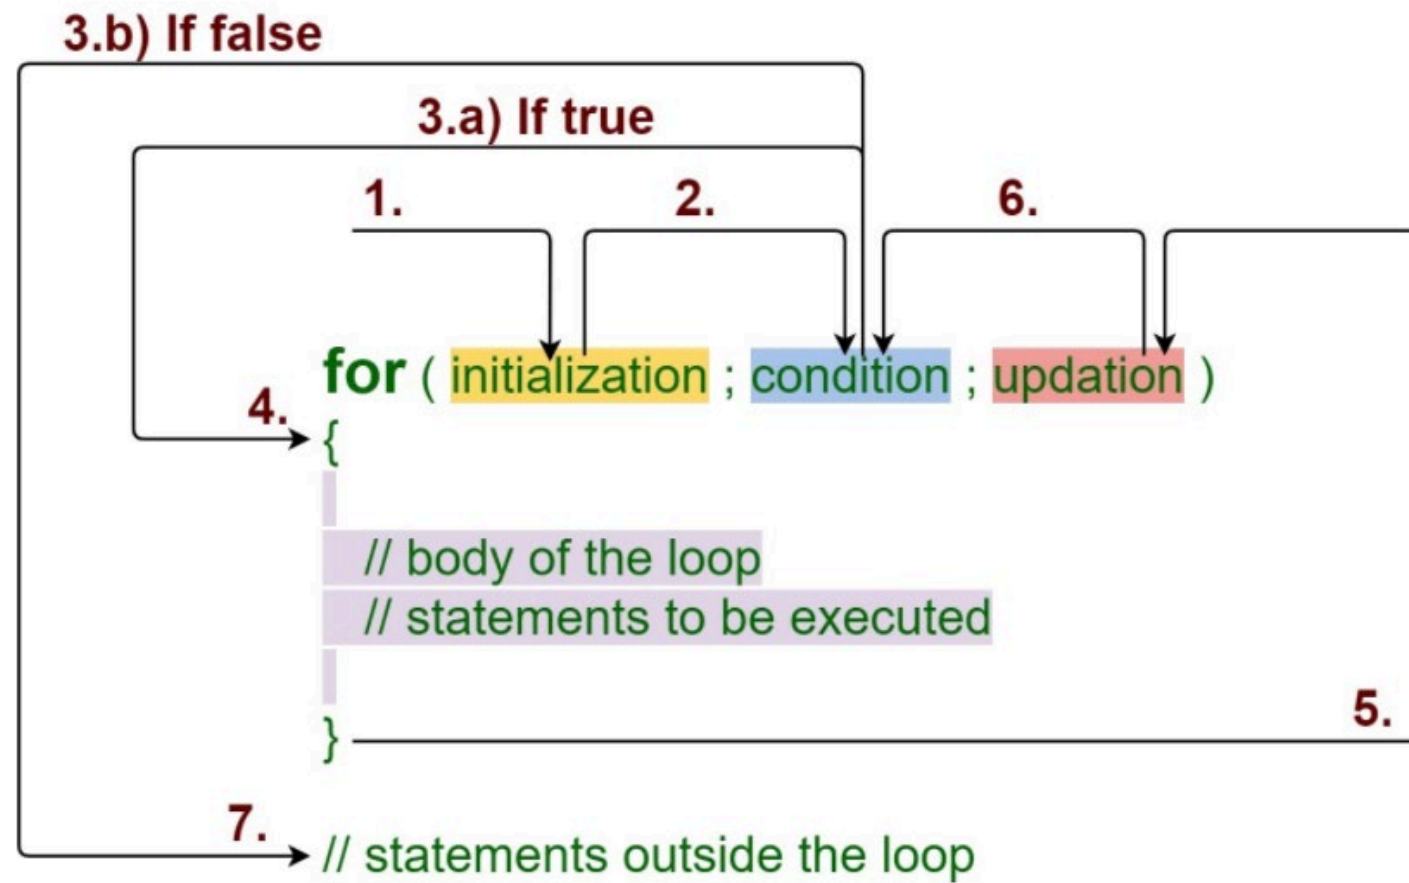 3.b) If false
3.a) If true
1. 2. 6.
for ( initialization ; condition ; updation )
4.
{
// body of the loop
// statements to be executed
5.
}
7.
// statements outside the loop